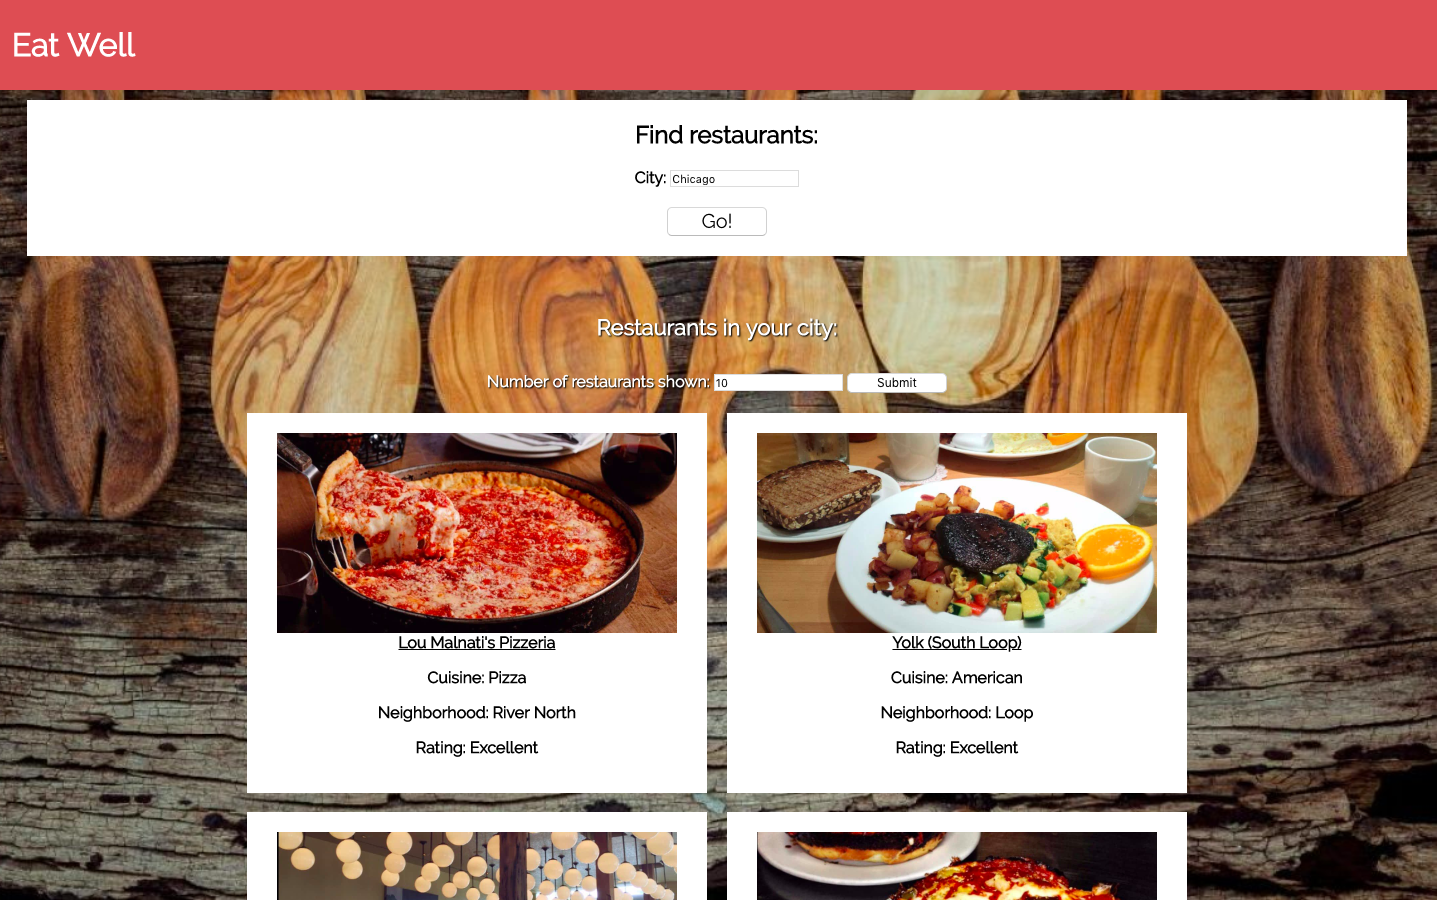 Eat Well
Find restaurants:
City: Chicago
Go!
Restaurants in your city:
Number of restaurants shown: 10 Submit
Lou Malnati's Pizzeria
Cuisine: Pizza
Neighborhood: River North
Rating: Excellent
Yolk (South Loop)
Cuisine: American
Neighborhood: Loop
Rating: Excellent